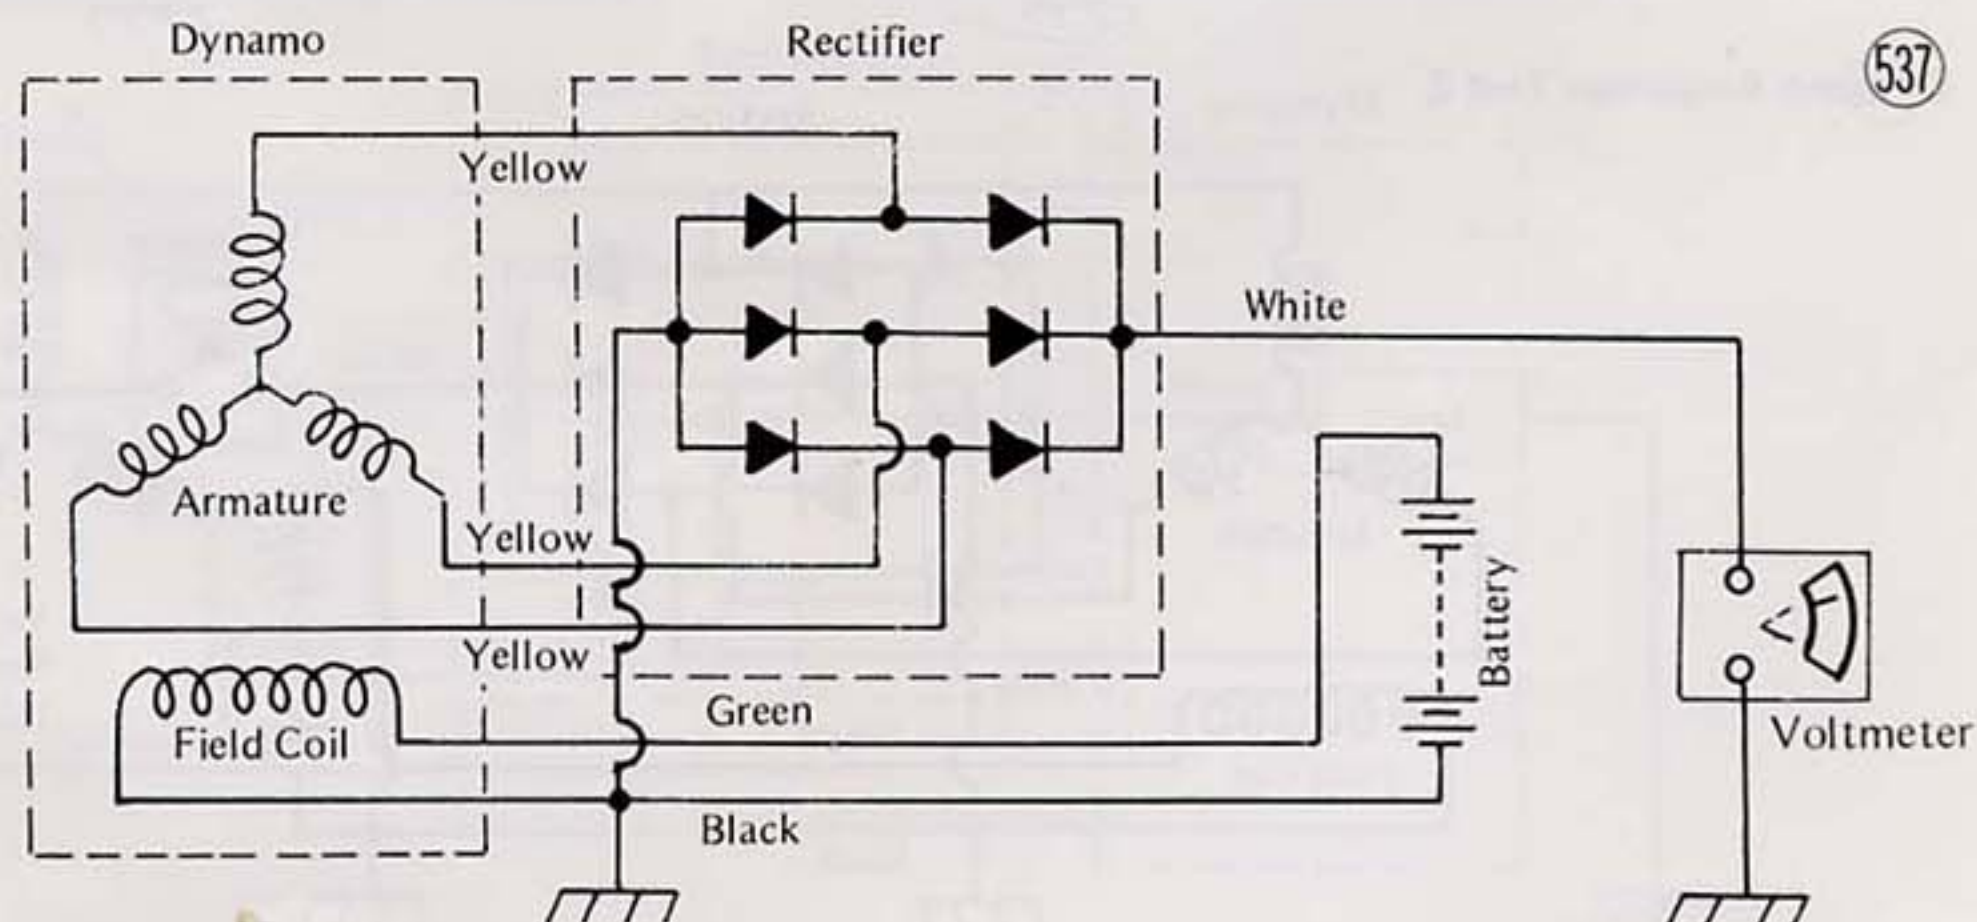 Dynamo
Rectifier
537
Yellow
White
Armature
Yellow
Battery
Yellow
Green
Field Coil
Voltmeter
Black